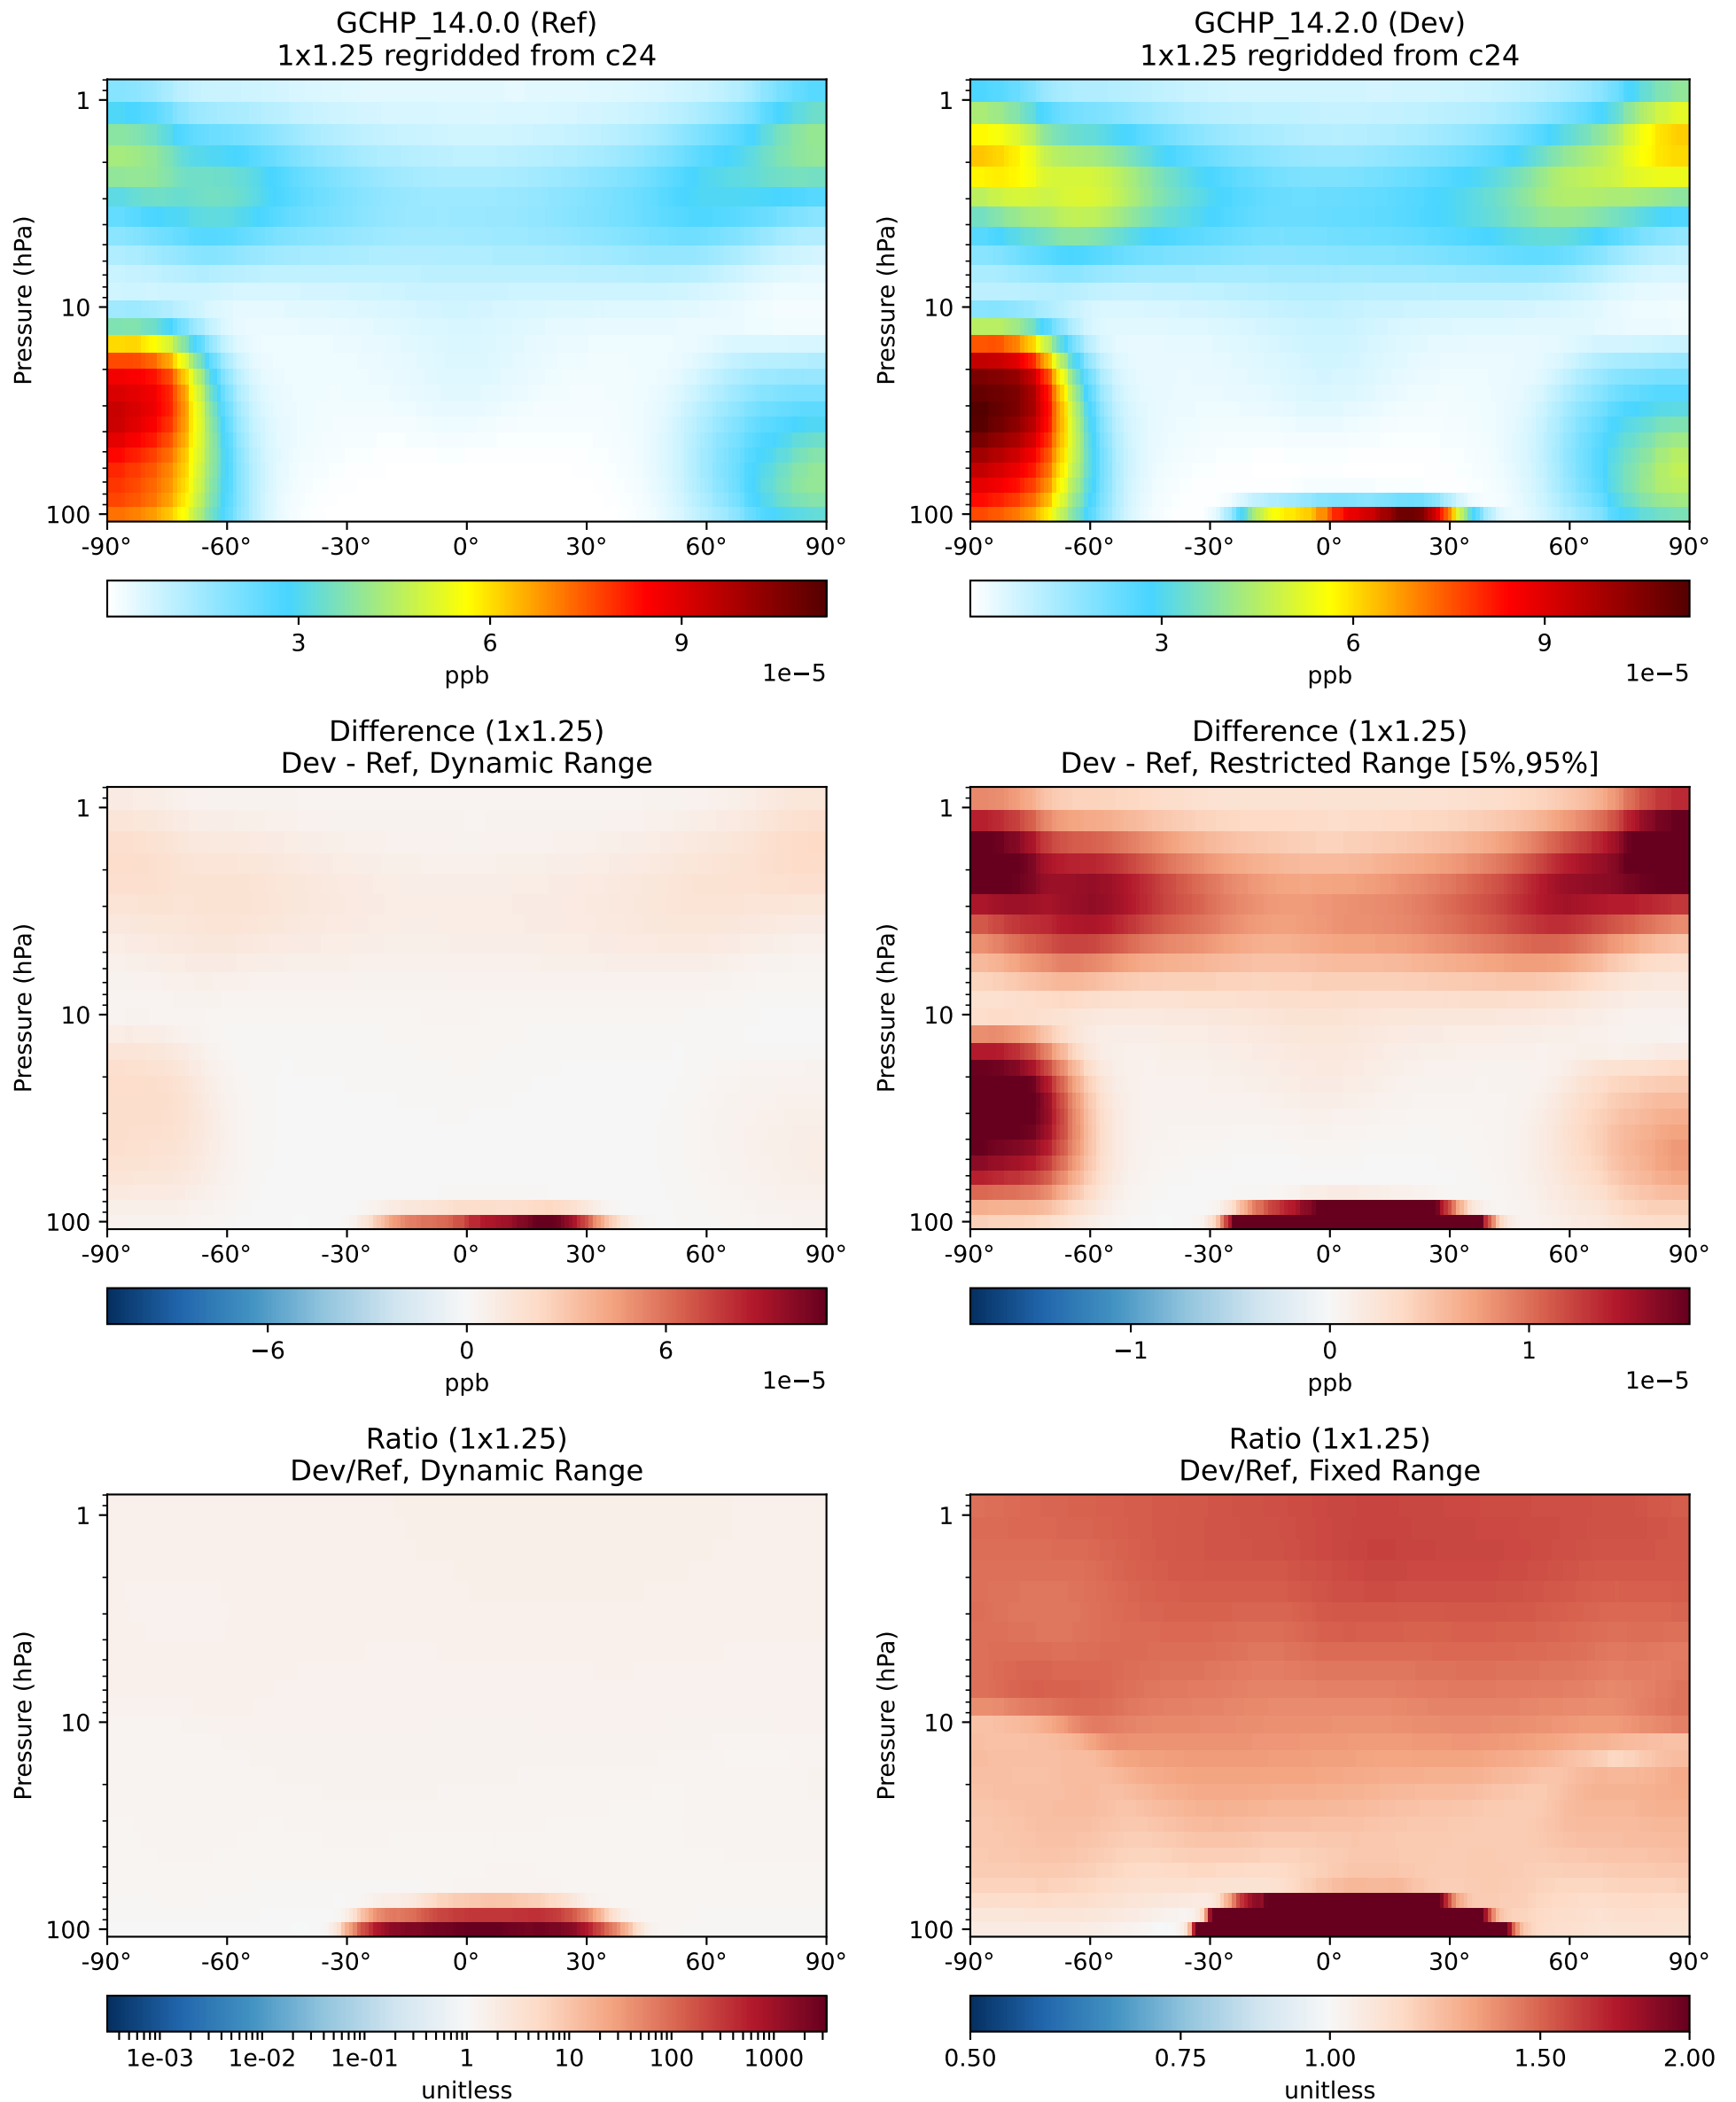 GCHP_14.0.0 (Ref)
1x1.25 regridded from c24
Pressure (hPa)
1
10
100
-90° -60° -30° 0° 30° 60° 90°
3 6 9
1e−5
ppb
GCHP_14.2.0 (Dev)
1x1.25 regridded from c24
Pressure (hPa)
1
10
100
-90° -60° -30° 0° 30° 60° 90°
3 6 9
1e−5
ppb
Difference (1x1.25)
Dev - Ref, Dynamic Range
Pressure (hPa)
1
10
100
-90° -60° -30° 0° 30° 60° 90°
−6 0 6
1e−5
ppb
Difference (1x1.25)
Dev - Ref, Restricted Range [5%,95%]
Pressure (hPa)
1
10
100
-90° -60° -30° 0° 30° 60° 90°
−1 0 1
1e−5
ppb
Ratio (1x1.25)
Dev/Ref, Dynamic Range
Pressure (hPa)
1
10
100
-90° -60° -30° 0° 30° 60° 90°
1e-03 1e-02 1e-01 1 10 100 1000
unitless
Ratio (1x1.25)
Dev/Ref, Fixed Range
Pressure (hPa)
1
10
100
-90° -60° -30° 0° 30° 60° 90°
0.50 0.75 1.00 1.50 2.00
unitless